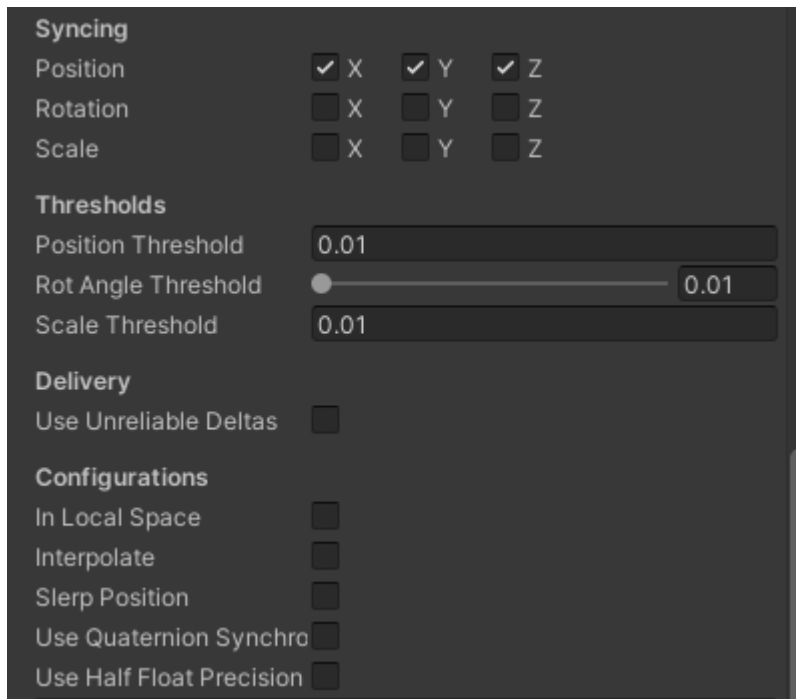 Syncing
Position X Y Z
Rotation X Y Z
Scale X Y Z
Thresholds
Position Threshold 0.01
Rot Angle Threshold 0.01
Scale Threshold 0.01
Delivery
Use Unreliable Deltas
Configurations
In Local Space
Interpolate
Slerp Position
Use Quaternion Synchro
Use Half Float Precision